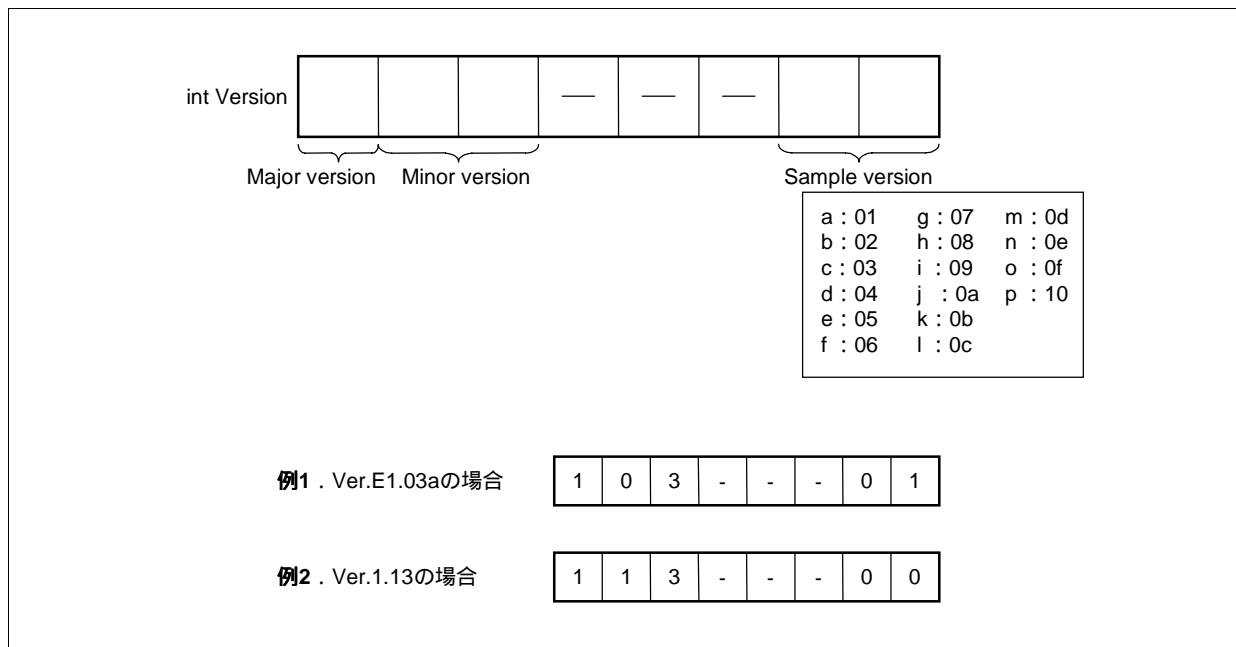 int Version — — —
Major version Minor version Sample version
a:01 g:07 m:0d
b:02 h:08 n:0e
c:03 i:09 o:0f
d:04 j:0a p:10
e:05 k:0b
f:06 l:0c
例1．Ver.E1.03aの場合 1 0 3 - - - 0 1
例2．Ver.1.13の場合 1 1 3 - - - 0 0